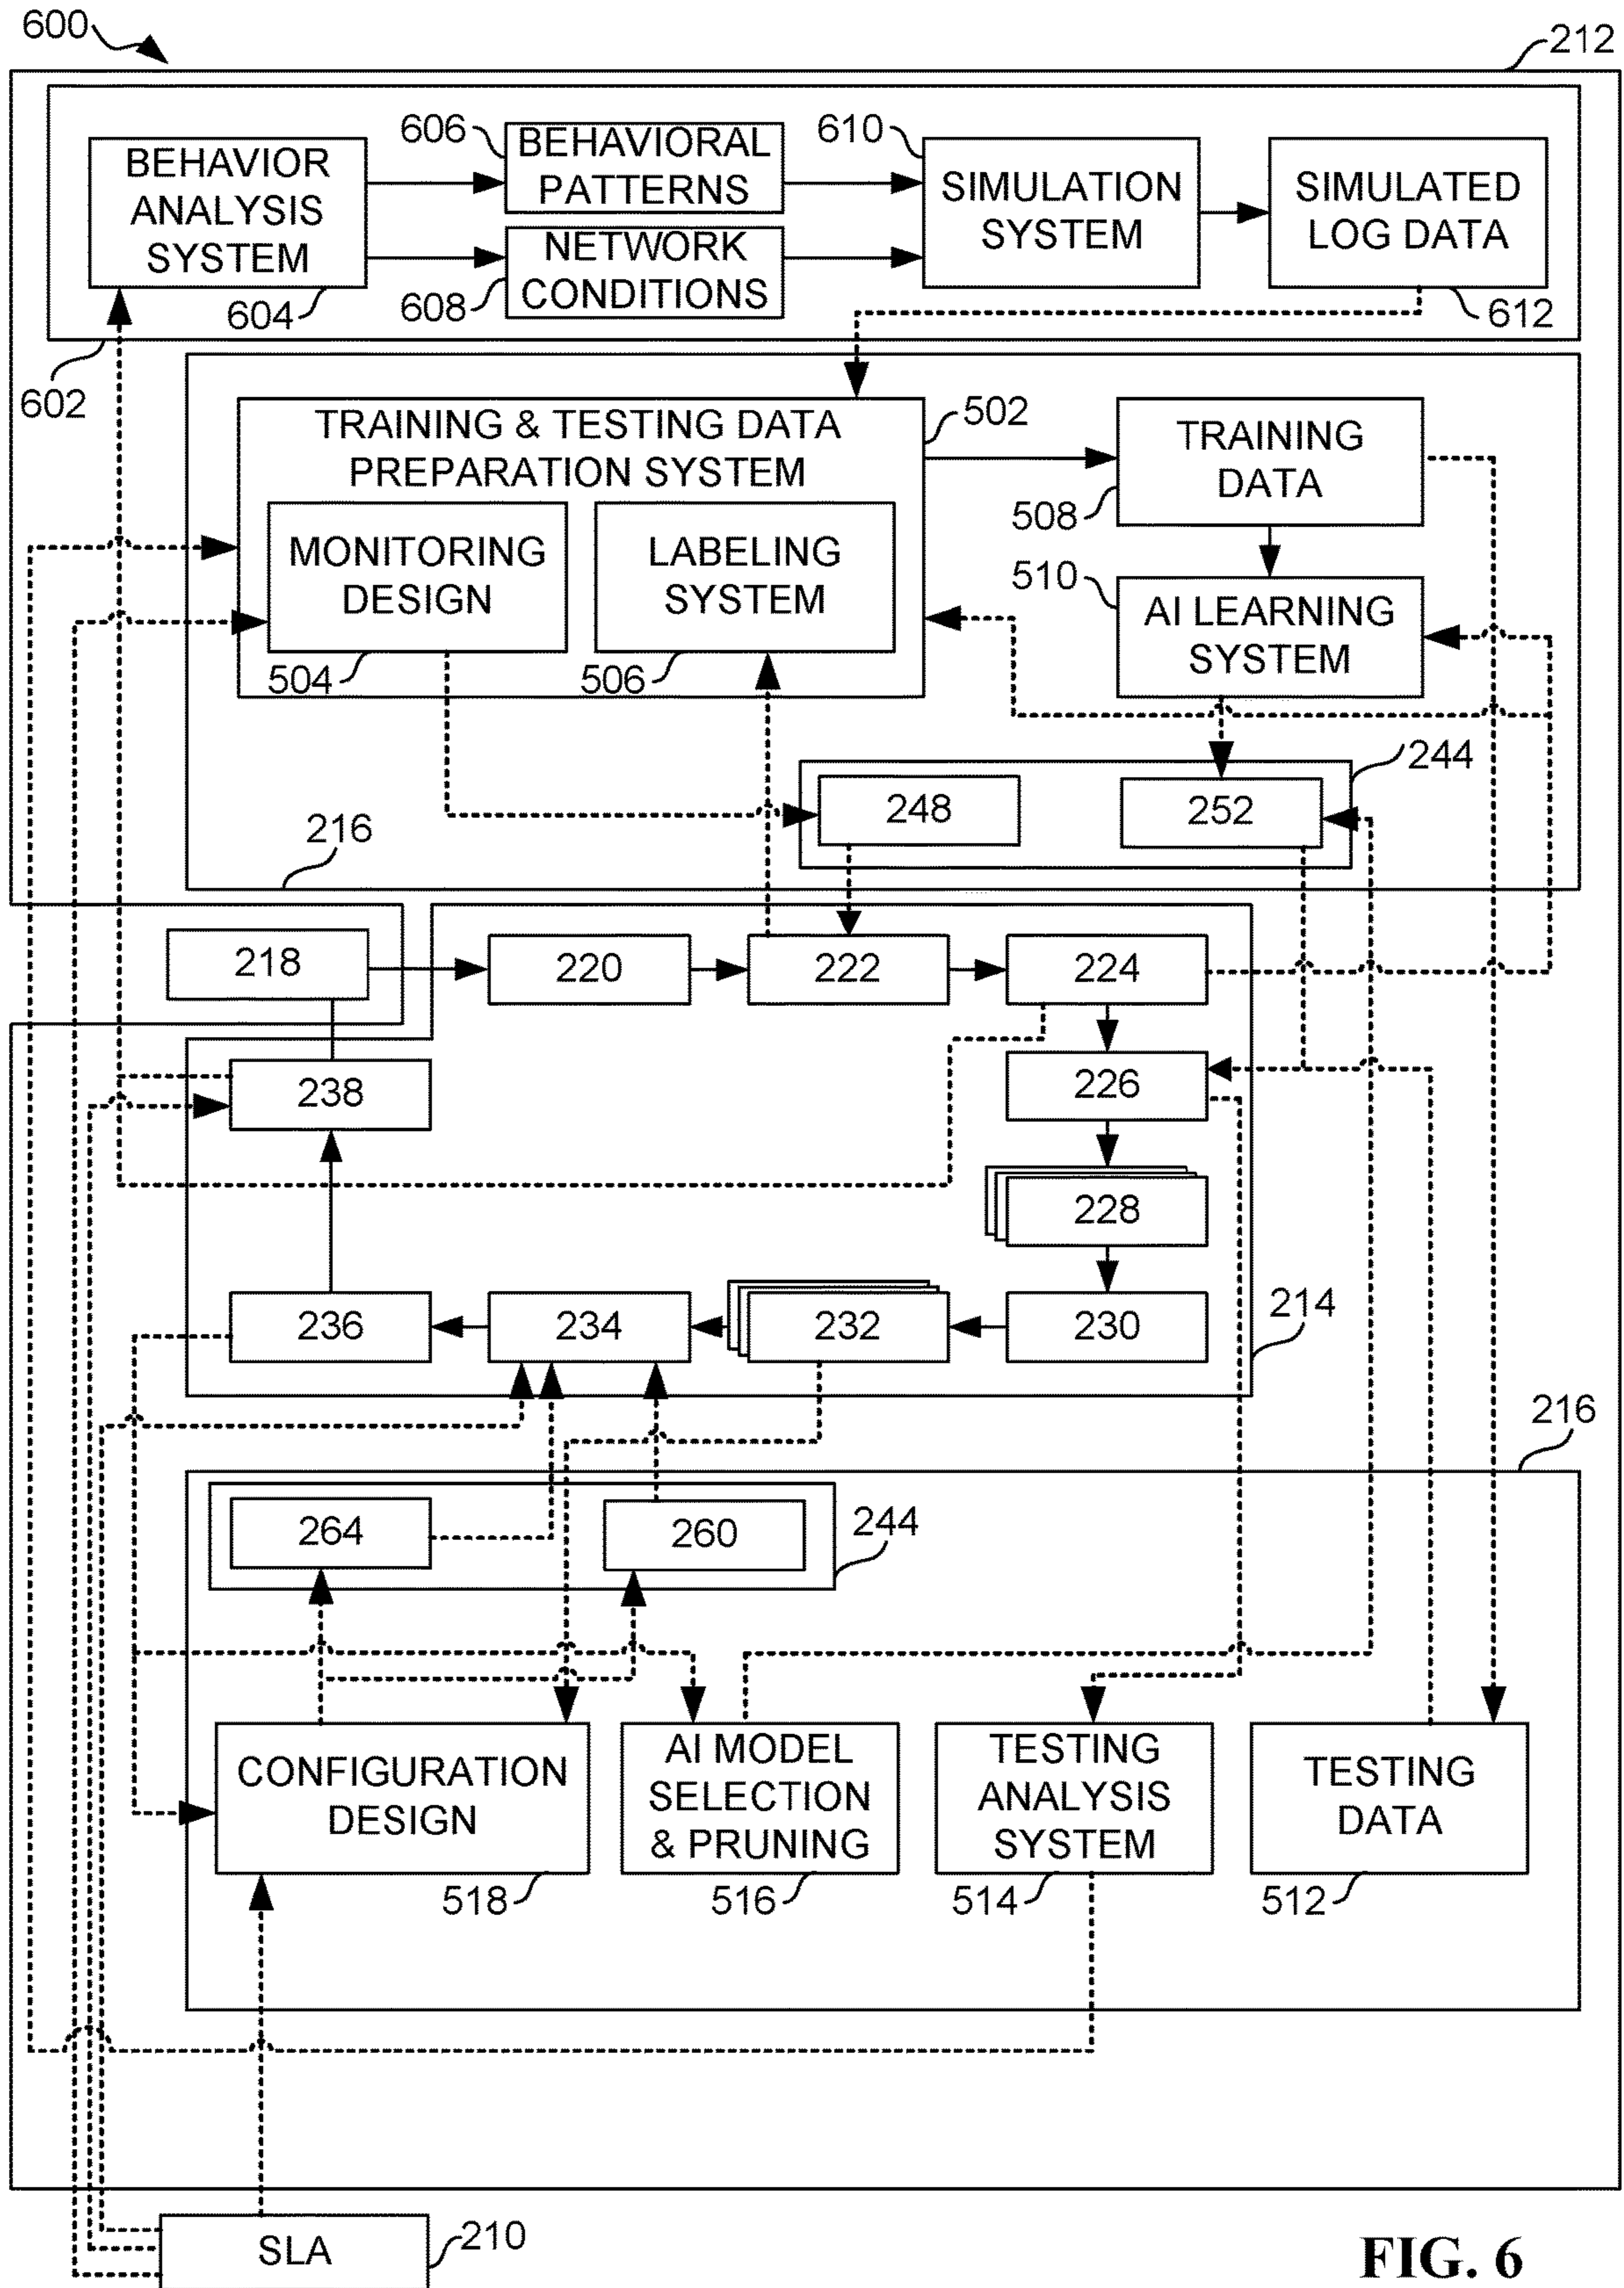 600
212
BEHAVIOR
ANALYSIS
SYSTEM
604
606
BEHAVIORAL
PATTERNS
608
NETWORK
CONDITIONS
610
SIMULATION
SYSTEM
SIMULATED
LOG DATA
612
602
TRAINING & TESTING DATA
PREPARATION SYSTEM
502
MONITORING
DESIGN
504
LABELING
SYSTEM
506
TRAINING
DATA
508
510
AI LEARNING
SYSTEM
244
248
252
216
218
220
222
224
238
226
228
236
234
232
230
214
216
264
260
244
CONFIGURATION
DESIGN
518
AI MODEL
SELECTION
& PRUNING
516
TESTING
ANALYSIS
SYSTEM
514
TESTING
DATA
512
SLA
210
FIG. 6